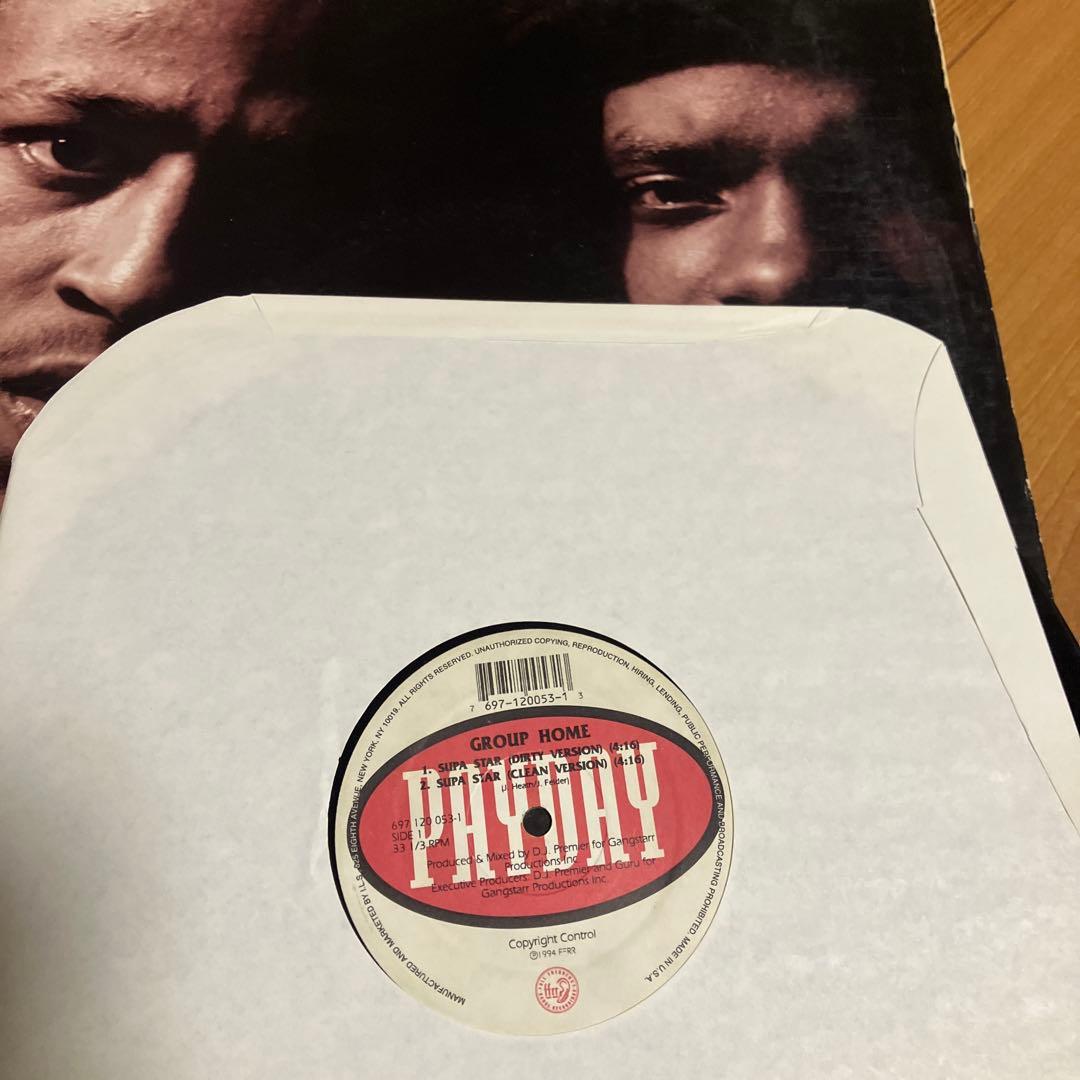 MANUFACTURED AND MARKETED BY I.L.S. 825 EIGHTH AVENUE, NEW YORK, NY 10019. ALL RIGHTS RESERVED. UNAUTHORIZED COPYING, REPRODUCTION, HIRING, LENDING, PUBLIC PERFORMANCE AND BROADCASTING PROHIBITED. MADE IN U.S.A.
7 697-120053-1 3
GROUP HOME
1. SUPA STAR (DIRTY VERSION) (4:16)
2. SUPA STAR (CLEAN VERSION) (4:16)
(J. Heath/J. Felder)
PAYDAY
697 120 053-1
SIDE 1
33 1/3 RPM
Produced & Mixed by D.J. Premier for Gangstarr
Productions Inc.
Executive Producers: D.J. Premier and Guru for
Gangstarr Productions Inc.
Copyright Control
℗1994 FFRR
ffrr